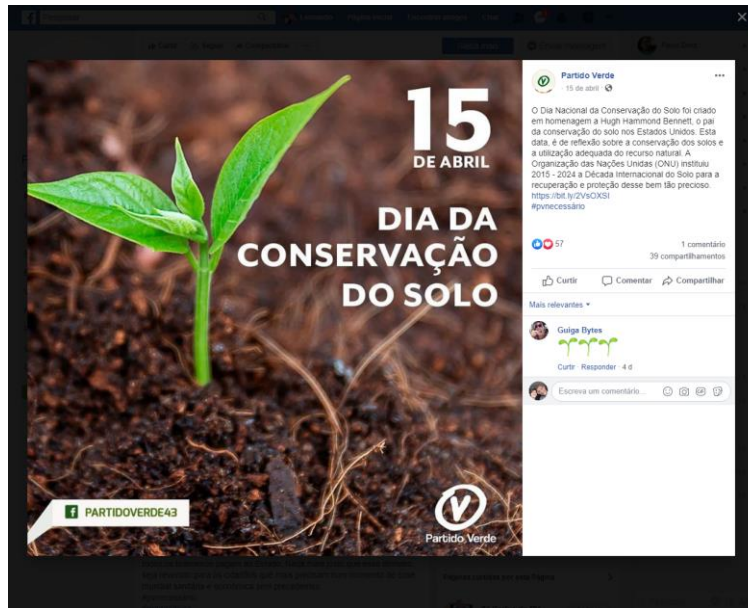 15
DE ABRIL
DIA DA
CONSERVAÇÃO
DO SOLO
PARTIDOVERDE43
Partido Verde
Partido Verde
15 de abril
O Dia Nacional da Conservação do Solo foi criado
em homenagem a Hugh Hammond Bennett, o pai
da conservação do solo nos Estados Unidos. Esta
data, é de reflexão sobre a conservação dos solos e
a utilização adequada do recurso natural. A
Organização das Nações Unidas (ONU) instituiu
2015 - 2024 a Década Internacional do Solo para a
recuperação e proteção desse bem tão precioso.
https://bit.ly/2VsOXSI
#pvnecessário
57
1 comentário
39 compartilhamentos
Curtir Comentar Compartilhar
Mais relevantes
Guiga Bytes
Curtir · Responder · 4 d
Escreva um comentário...
GIF